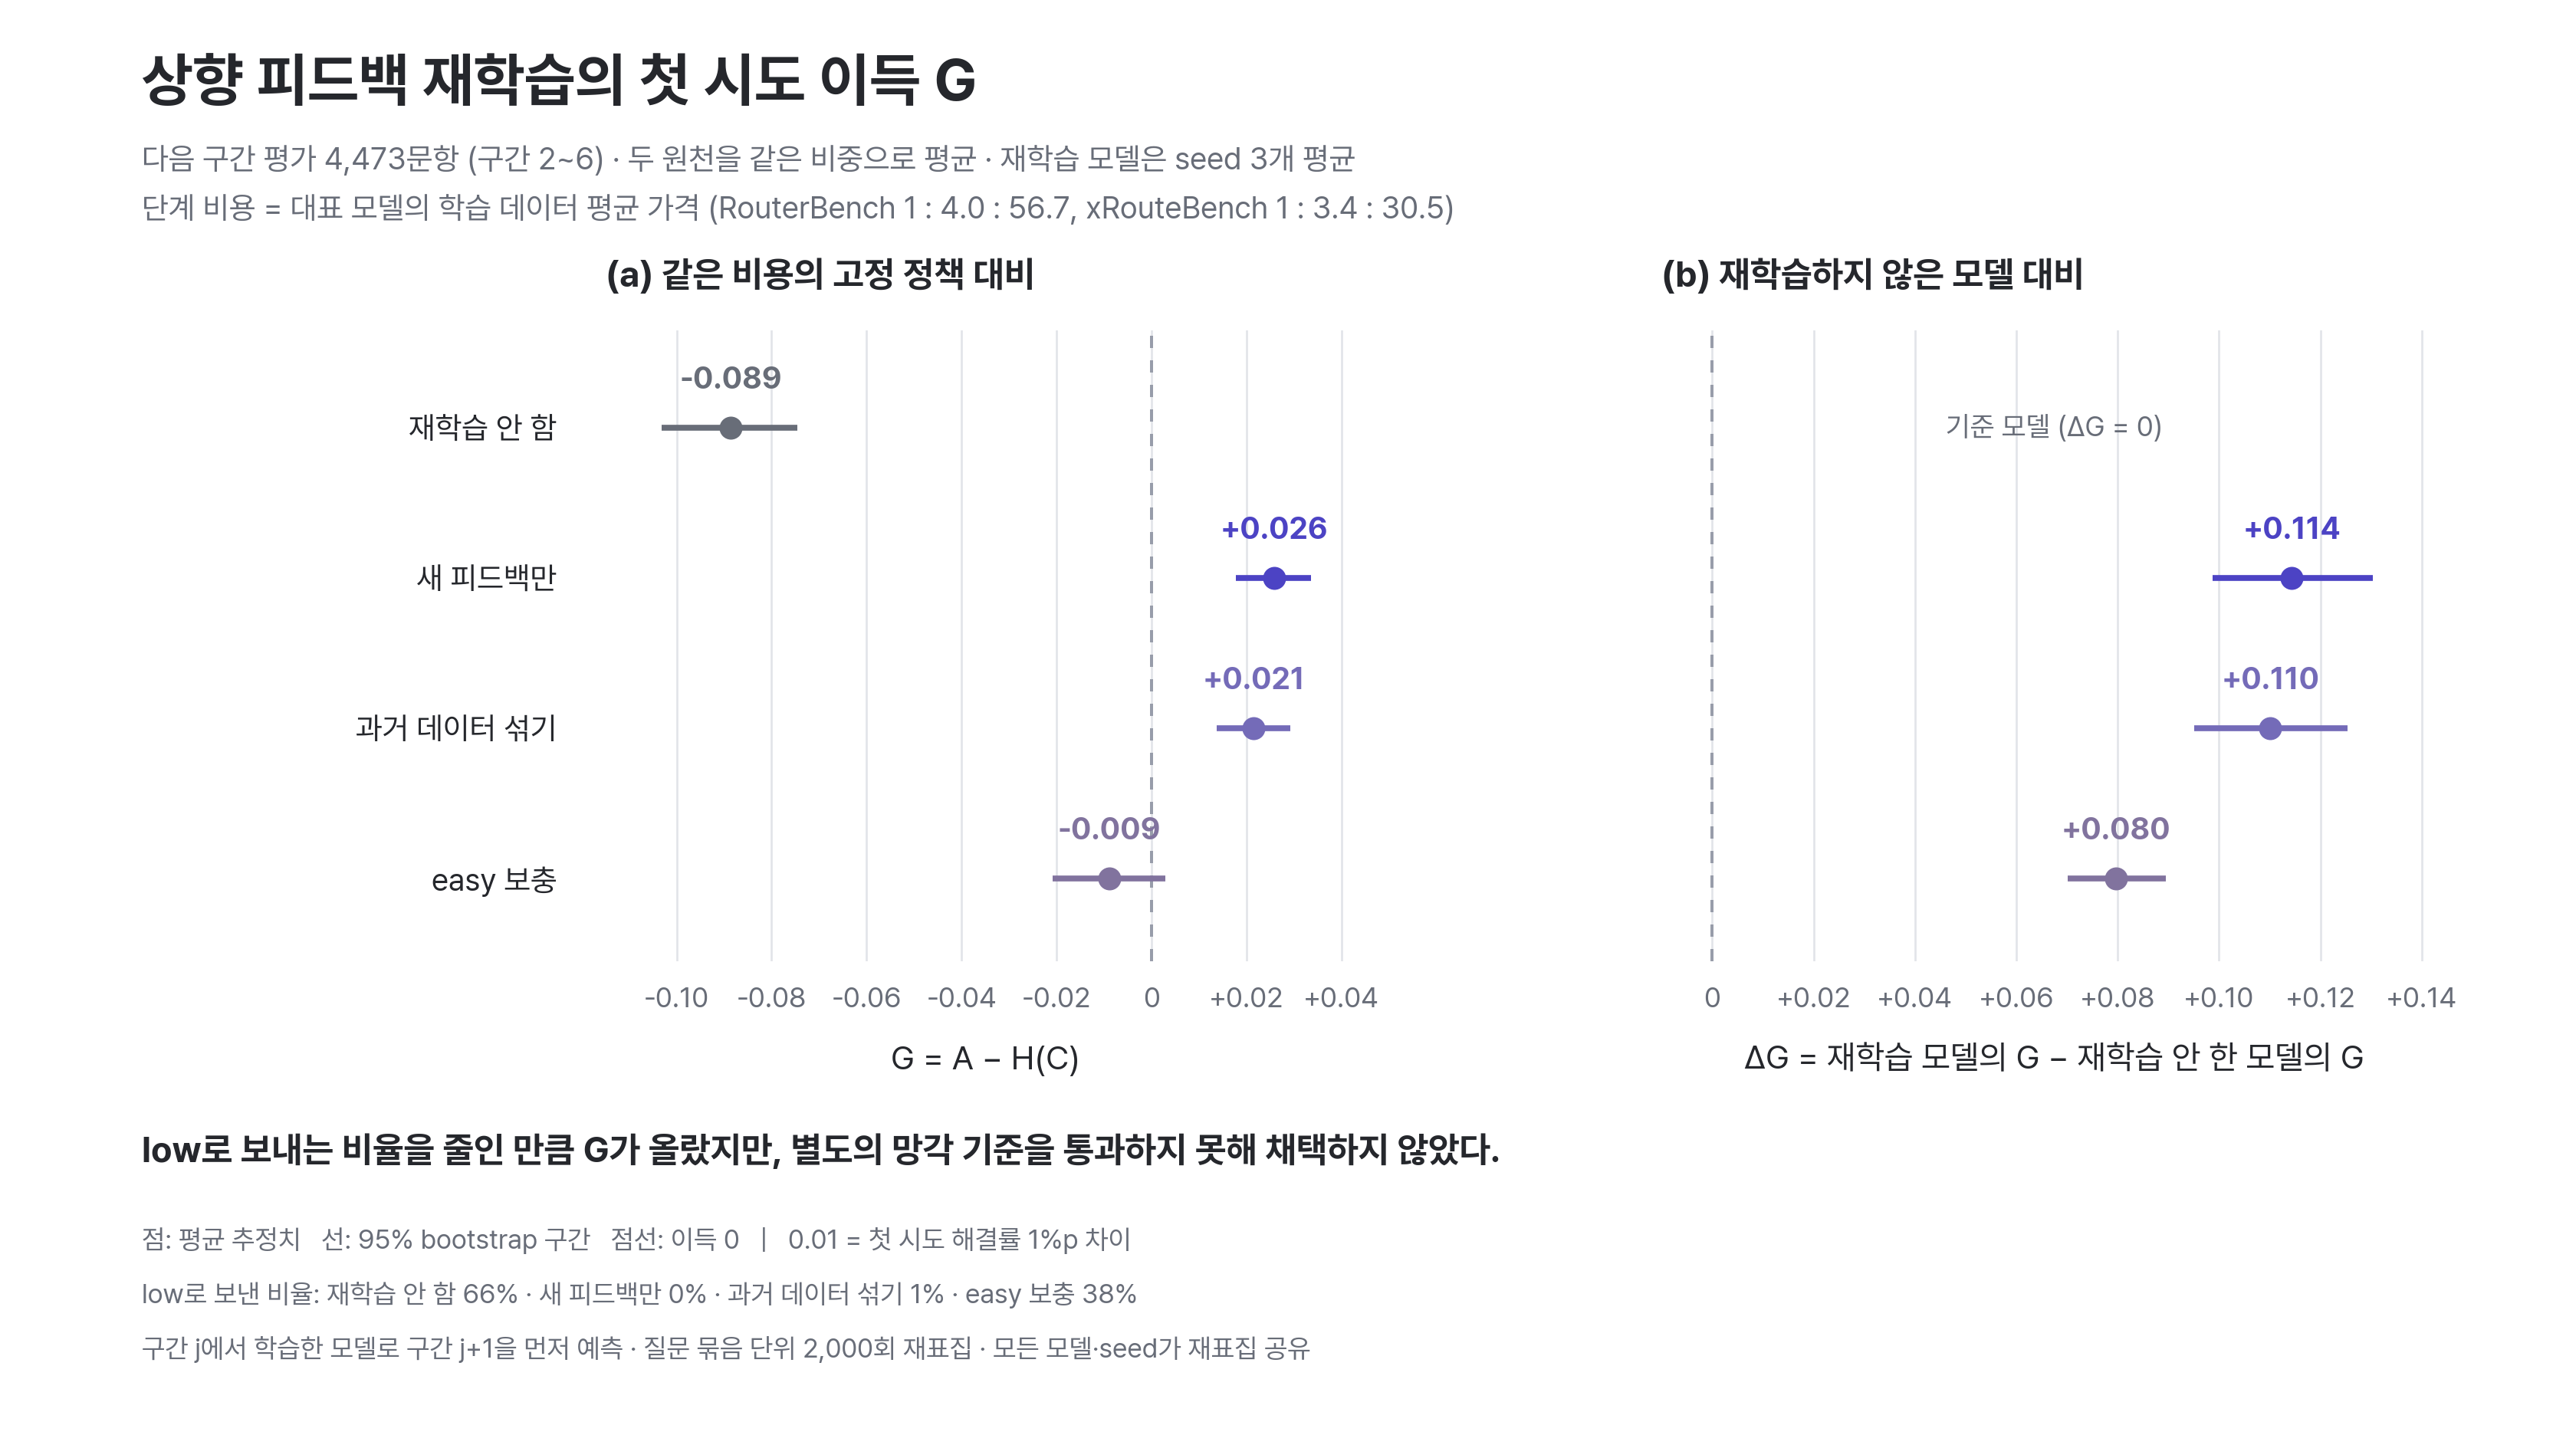 상향 피드백 재학습의 첫 시도 이득 G
다음 구간 평가 4,473문항 (구간 2~6) · 두 원천을 같은 비중으로 평균 · 재학습 모델은 seed 3개 평균
단계 비용 = 대표 모델의 학습 데이터 평균 가격 (RouterBench 1 : 4.0 : 56.7, xRouteBench 1 : 3.4 : 30.5)
(a) 같은 비용의 고정 정책 대비
-0.089
재학습 안 함
+0.026
새 피드백만
+0.021
과거 데이터 섞기
-0.009
easy 보충
-0.10 -0.08 -0.06 -0.04 -0.02 0 +0.02 +0.04
G = A − H(C)
(b) 재학습하지 않은 모델 대비
기준 모델 (ΔG = 0)
+0.114
+0.110
+0.080
0 +0.02 +0.04 +0.06 +0.08 +0.10 +0.12 +0.14
ΔG = 재학습 모델의 G − 재학습 안 한 모델의 G
low로 보내는 비율을 줄인 만큼 G가 올랐지만, 별도의 망각 기준을 통과하지 못해 채택하지 않았다.
점: 평균 추정치 선: 95% bootstrap 구간 점선: 이득 0 | 0.01 = 첫 시도 해결률 1%p 차이
low로 보낸 비율: 재학습 안 함 66% · 새 피드백만 0% · 과거 데이터 섞기 1% · easy 보충 38%
구간 j에서 학습한 모델로 구간 j+1을 먼저 예측 · 질문 묶음 단위 2,000회 재표집 · 모든 모델·seed가 재표집 공유